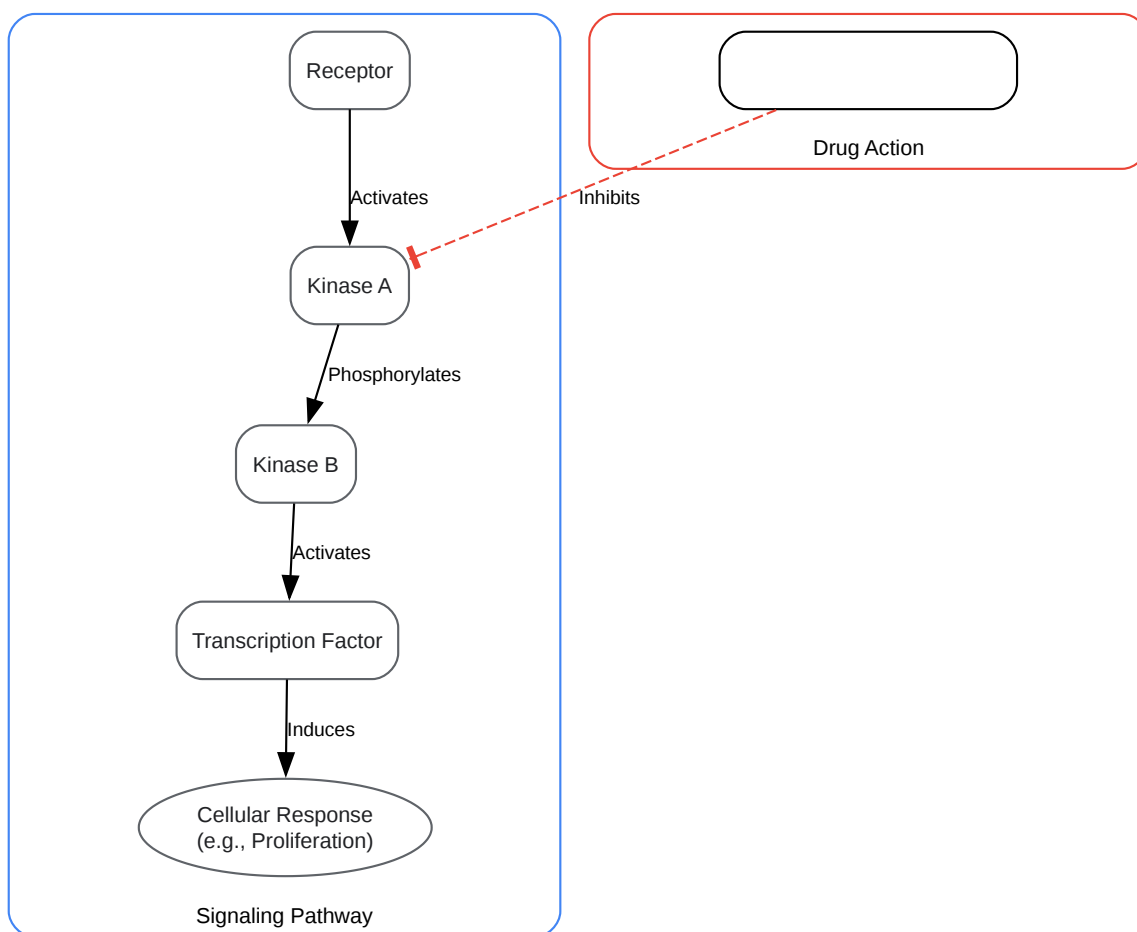 Receptor
Drug Action
Activates
Inhibits
Kinase A
Phosphorylates
Kinase B
Activates
Transcription Factor
Induces
Cellular Response
(e.g., Proliferation)
Signaling Pathway